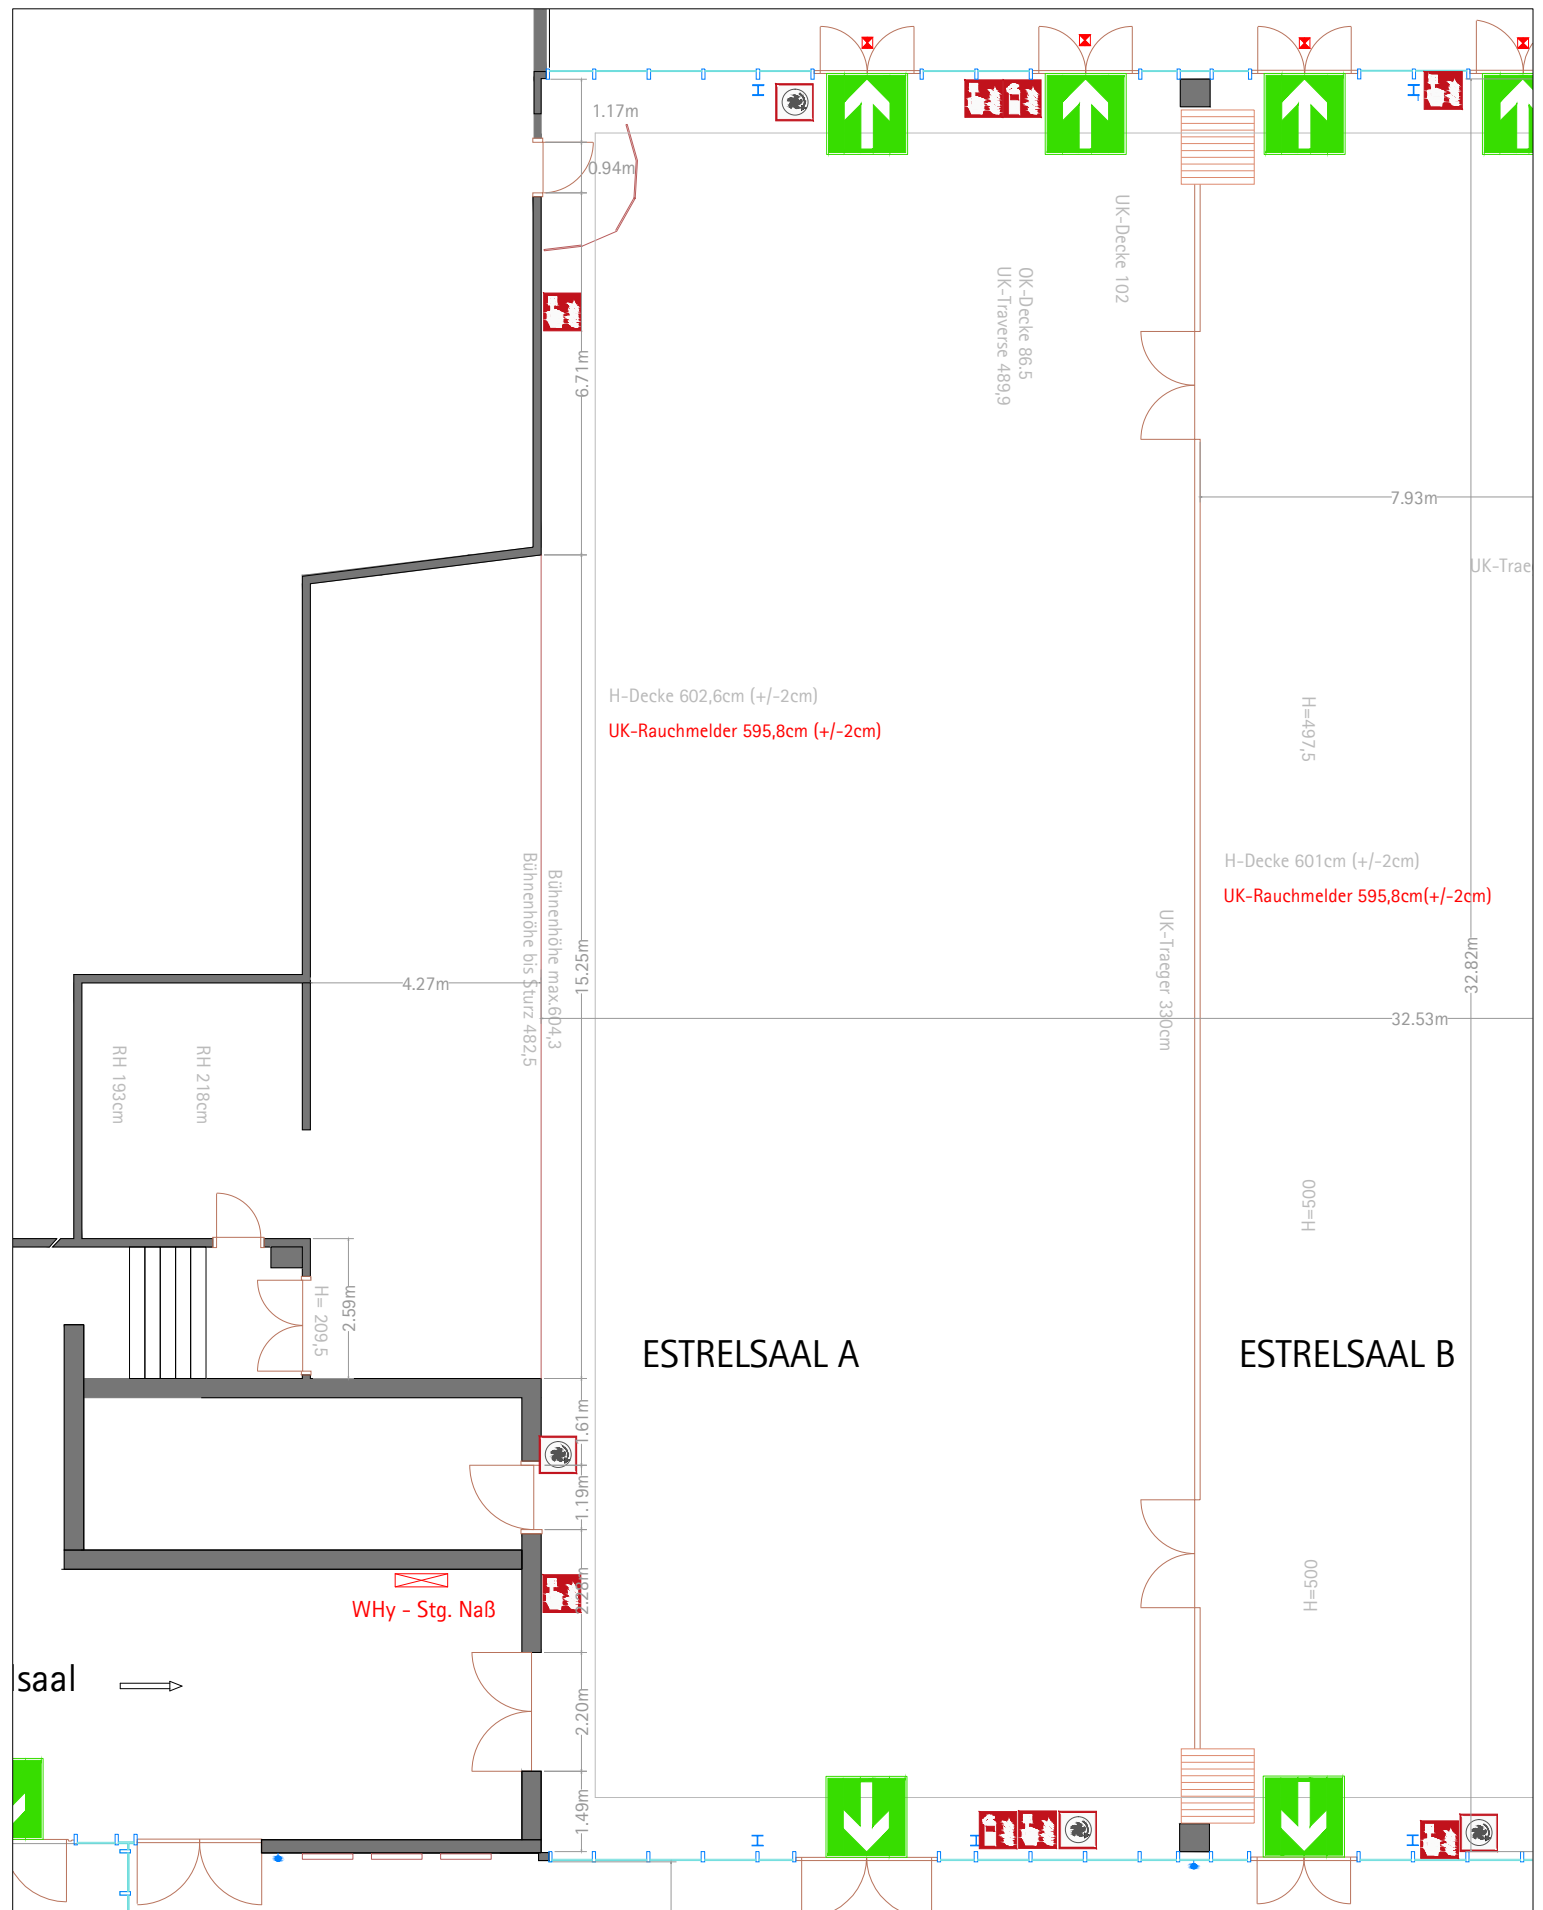 1.17m
0.94m
UK-Decke 102
OK-Decke 86.5
UK-Traverse 489,9
6.71m
7.93m
UK-Trae
H-Decke 602,6cm (+/-2cm)
UK-Rauchmelder 595,8cm (+/-2cm)
H=497,5
H-Decke 601cm (+/-2cm)
UK-Rauchmelder 595,8cm(+/-2cm)
Bühnenhöhe max.604,3
Bühnenhöhe bis Sturz 482,5
15.25m
UK-Traeger 330cm
32.82m
4.27m
32.53m
RH 193cm
RH 218cm
H=500
H= 209,5
2.59m
ESTRELSAAL A
ESTRELSAAL B
1.61m
1.19m
H=500
2.28m
WHy - Stg. Naß
lsaal
2.20m
1.49m